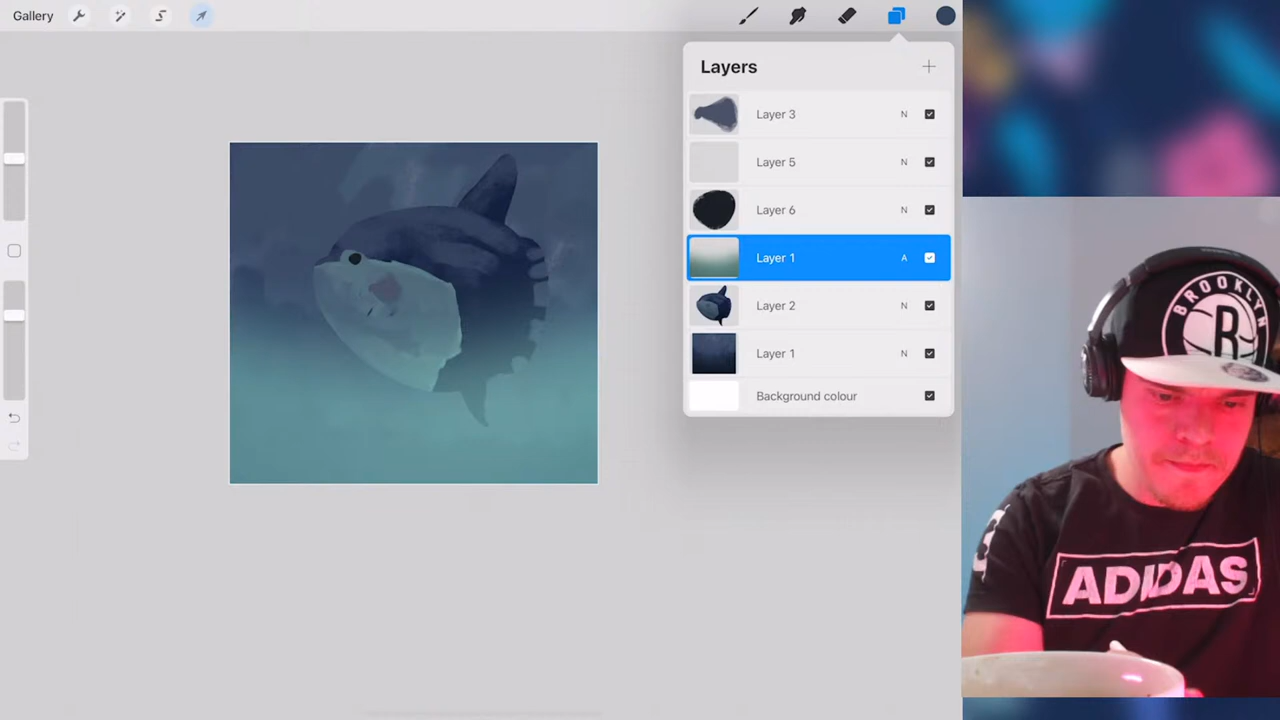 Gallery
Layers
Layer 3 N
Layer 5 N
Layer 6 N
Layer 1 A
Layer 2 N
Layer 1 N
Background colour
BROOKLYN
B
ADIDAS